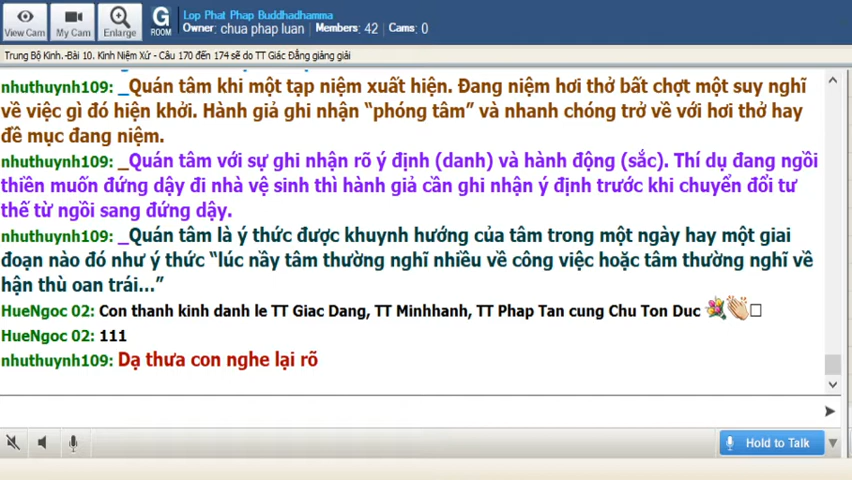 Lop Phat Phap Buddhadhamma
View Cam
My Cam
Enlarge
G
ROOM
Owner: chua phap luan : Members: 42 : Cams: 0
Trung Bộ Kinh.-Bài 10. Kinh Niệm Xứ - Câu 170 đến 174 sẽ do TT Giác Đẳng giảng giải
nhuthuynh109: _Quán tâm khi một tạp niệm xuất hiện. Đang niệm hơi thở bất chợt một suy nghĩ
về việc gì đó hiện khởi. Hành giả ghi nhận “phóng tâm” và nhanh chóng trở về với hơi thở hay
đề mục đang niệm.
nhuthuynh109: _Quán tâm với sự ghi nhận rõ ý định (danh) và hành động (sắc). Thí dụ đang ngồi
thiền muốn đứng dậy đi nhà vệ sinh thì hành giả cần ghi nhận ý định trước khi chuyển đổi tư
thế từ ngồi sang đứng dậy.
nhuthuynh109: _Quán tâm là ý thức được khuynh hướng của tâm trong một ngày hay một giai
đoạn nào đó như ý thức “lúc nầy tâm thường nghĩ nhiều về công việc hoặc tâm thường nghĩ về
hận thù oan trái...”
HueNgoc 02: Con thanh kinh danh le TT Giac Dang, TT Minhhanh, TT Phap Tan cung Chu Ton Duc
HueNgoc 02: 111
nhuthuynh109: Dạ thưa con nghe lại rõ
Hold to Talk